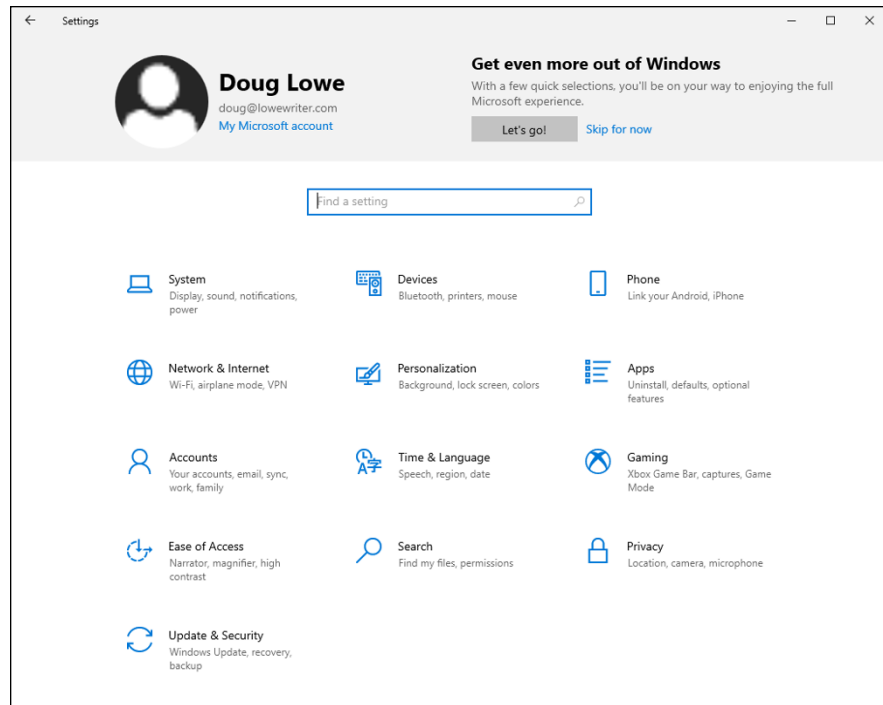 Settings
Doug Lowe
doug@lowewriter.com
My Microsoft account
Get even more out of Windows
With a few quick selections, you'll be on your way to enjoying the full
Microsoft experience.
Let's go!
Skip for now
Find a setting
System
Display, sound, notifications,
power
Devices
Bluetooth, printers, mouse
Phone
Link your Android, iPhone
Network & Internet
Wi-Fi, airplane mode, VPN
Personalization
Background, lock screen, colors
Apps
Uninstall, defaults, optional
features
Accounts
Your accounts, email, sync,
work, family
Time & Language
Speech, region, date
Gaming
Xbox Game Bar, captures, Game
Mode
Ease of Access
Narrator, magnifier, high
contrast
Search
Find my files, permissions
Privacy
Location, camera, microphone
Update & Security
Windows Update, recovery,
backup